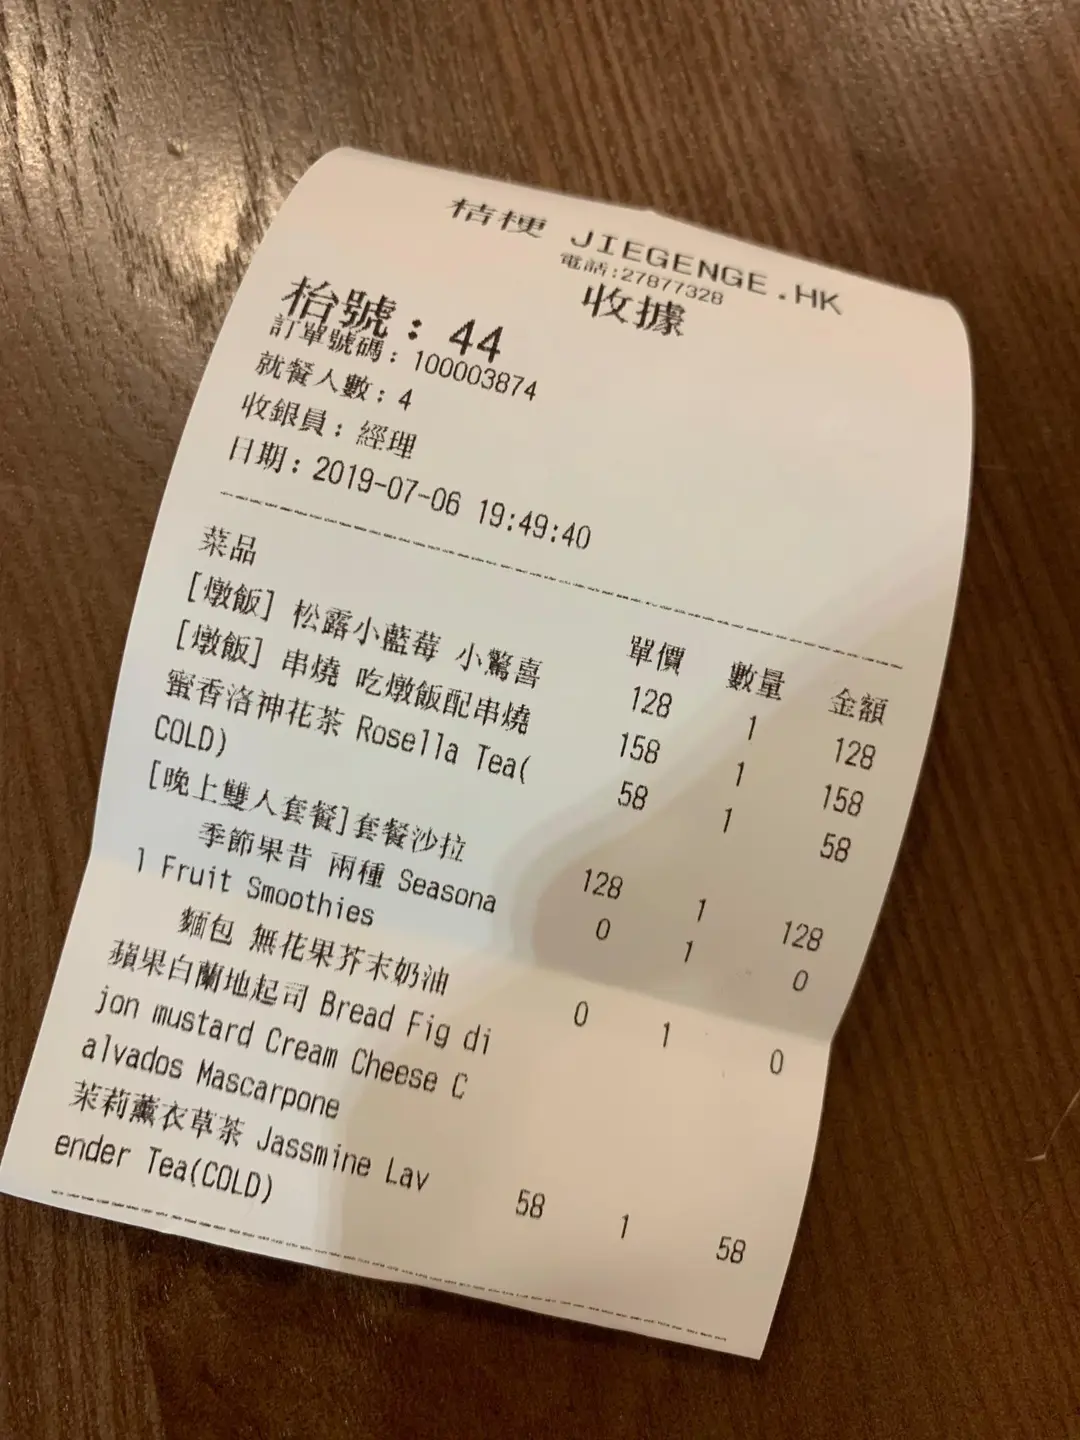 桔梗 JIEGENGE.HK
電話:27877328
收據
枱號: 44
訂單號碼: 100003874
就餐人數: 4
收銀員: 經理
日期: 2019-07-06 19:49:40
菜品 單價 數量 金額
[燉飯] 松露小藍莓 小驚喜 128 1 128
[燉飯] 串燒 吃燉飯配串燒 158 1 158
蜜香洛神花茶 Rosella Tea( 58 1 58
COLD)
[晚上雙人套餐]套餐沙拉 128 1 128
季節果昔 兩種 Seasona 0 1 0
l Fruit Smoothies
麵包 無花果芥末奶油 0 1 0
蘋果白蘭地起司 Bread Fig di
jon mustard Cream Cheese C
alvados Mascarpone
茉莉薰衣草茶 Jassmine Lav 58 1 58
ender Tea(COLD)